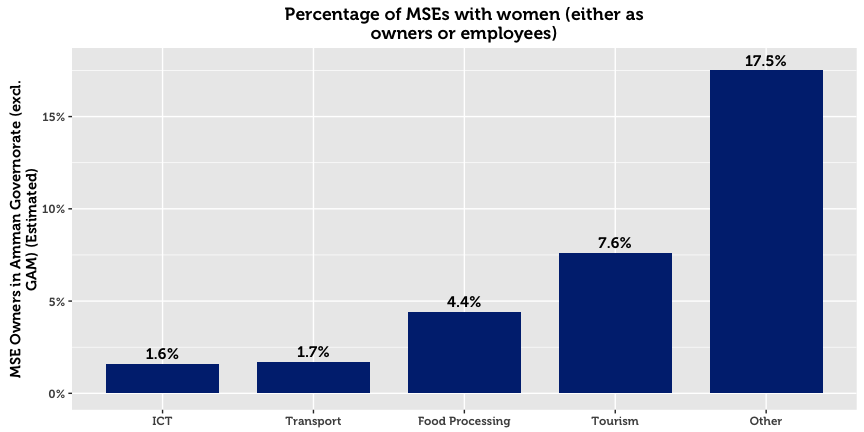 Percentage of MSEs with women (either as
owners or employees)
MSE Owners in Amman Governorate (excl.
GAM) (Estimated)
15%
10%
5%
0%
1.6%
1.7%
4.4%
7.6%
17.5%
ICT
Transport
Food Processing
Tourism
Other